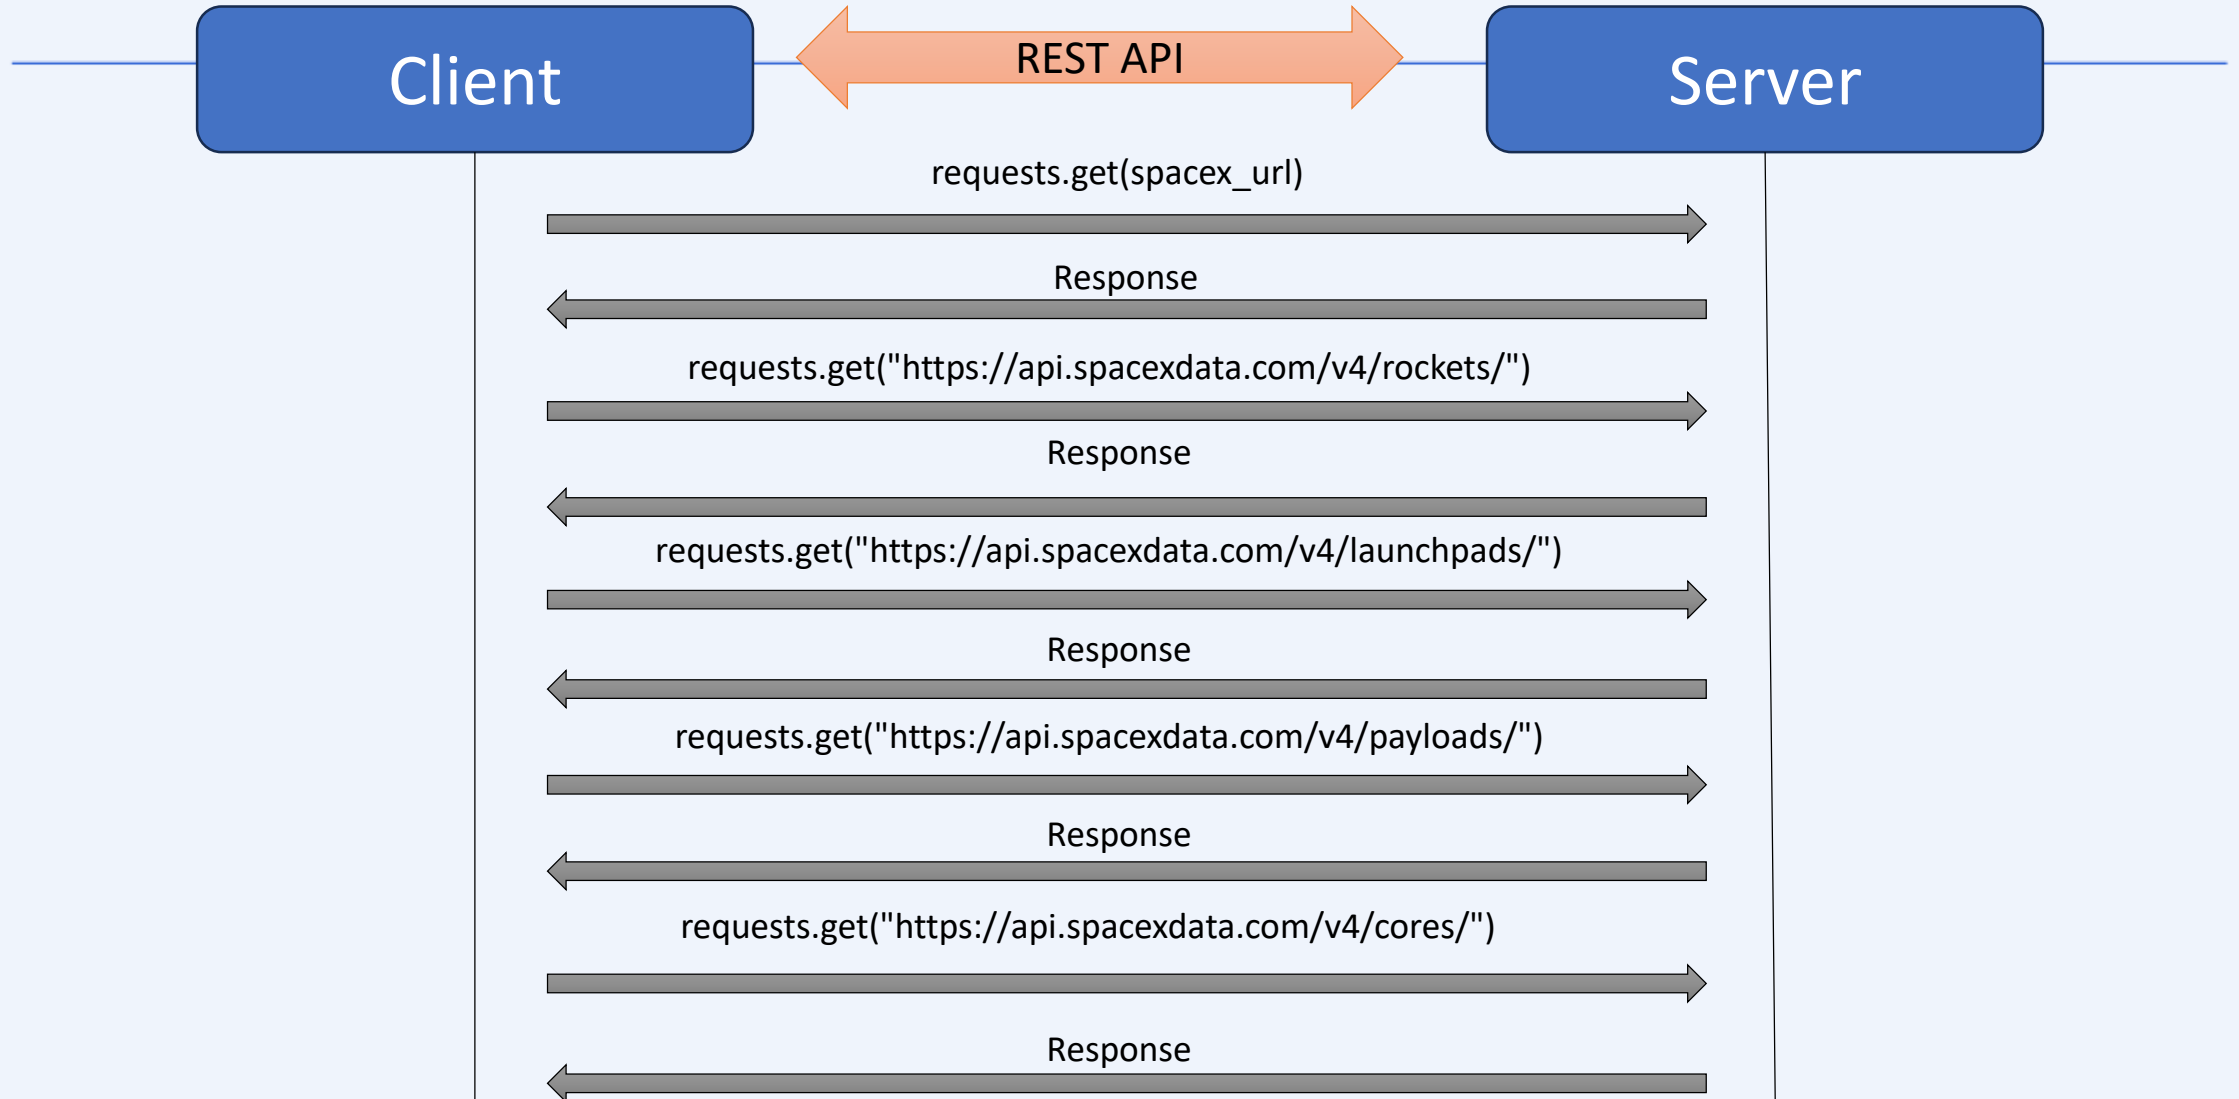 Client
REST API
Server
requests.get(spacex_url)
Response
requests.get("https://api.spacexdata.com/v4/rockets/")
Response
requests.get("https://api.spacexdata.com/v4/launchpads/")
Response
requests.get("https://api.spacexdata.com/v4/payloads/")
Response
requests.get("https://api.spacexdata.com/v4/cores/")
Response